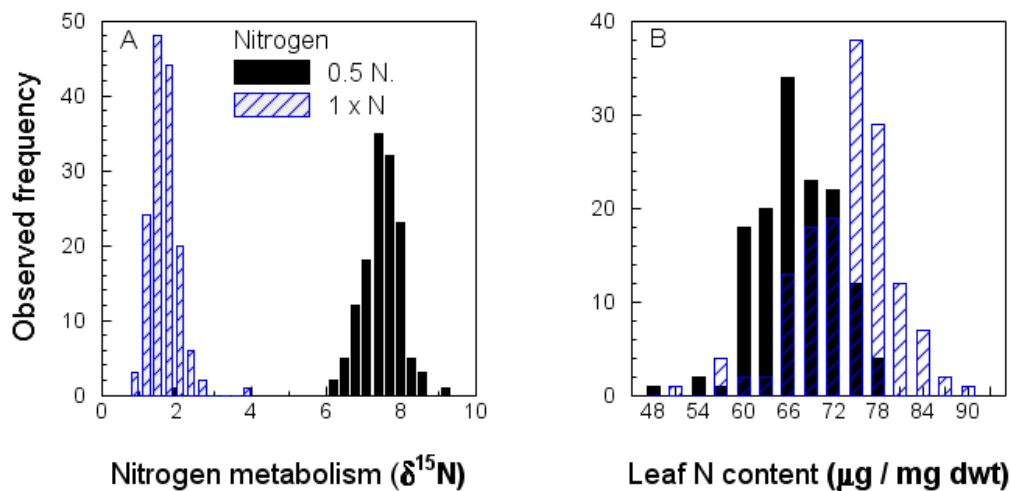 A
Nitrogen
0.5 N.
1 x N
Observed frequency
50
40
30
20
10
0
0 2 4 6 8 10
Nitrogen metabolism (δ¹⁵N)
B
40
30
20
10
0
48 54 60 66 72 78 84 90
Leaf N content (μg / mg dwt)